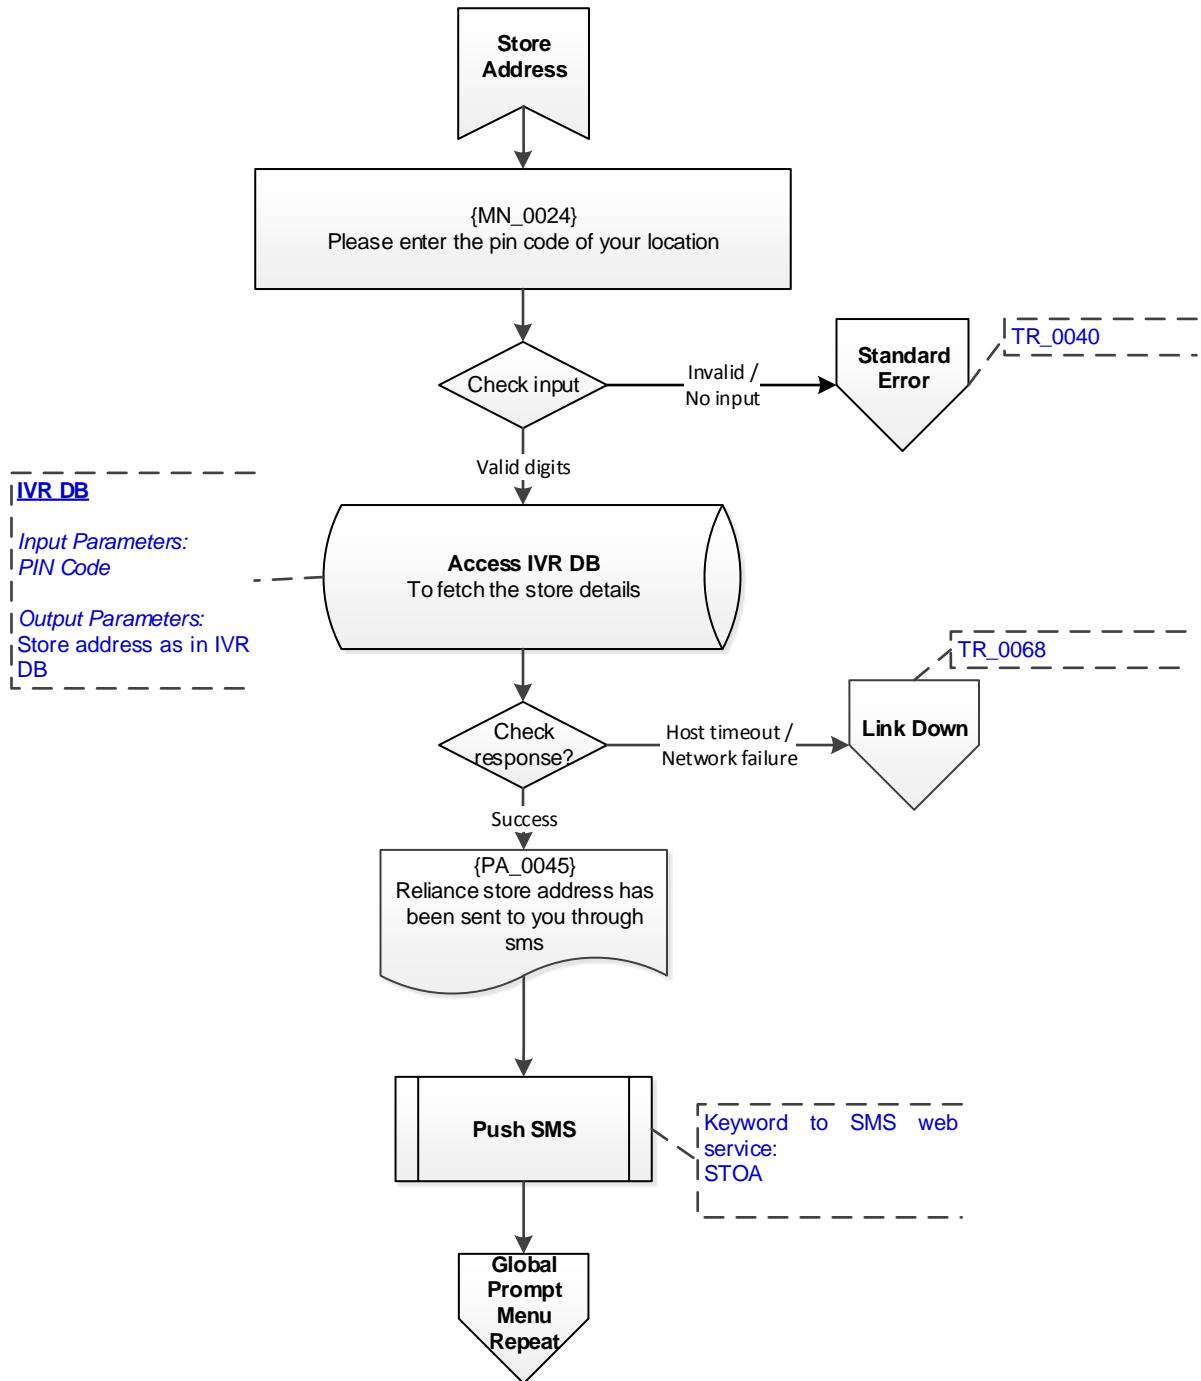 Store
Address
{MN_0024}
Please enter the pin code of your location
Check input
Invalid /
No input
Standard
Error
TR_0040
Valid digits
IVR DB
Input Parameters:
PIN Code
Output Parameters:
Store address as in IVR
DB
Access IVR DB
To fetch the store details
TR_0068
Check
response?
Host timeout /
Network failure
Link Down
Success
{PA_0045}
Reliance store address has
been sent to you through
sms
Push SMS
Keyword to SMS web
service:
STOA
Global
Prompt
Menu
Repeat